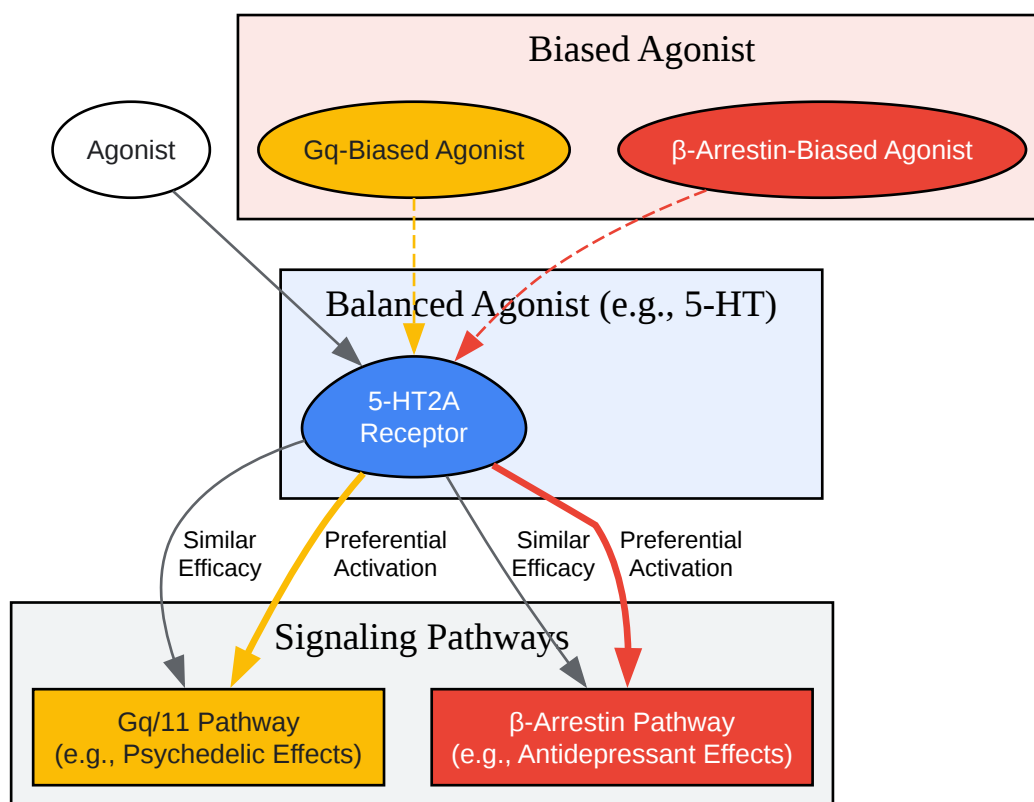 Biased Agonist
Agonist
Gq-Biased Agonist
β-Arrestin-Biased Agonist
Balanced Agonist (e.g., 5-HT)
5-HT2A
Receptor
Similar
Efficacy
Preferential
Activation
Similar
Efficacy
Preferential
Activation
Signaling Pathways
Gq/11 Pathway
(e.g., Psychedelic Effects)
β-Arrestin Pathway
(e.g., Antidepressant Effects)